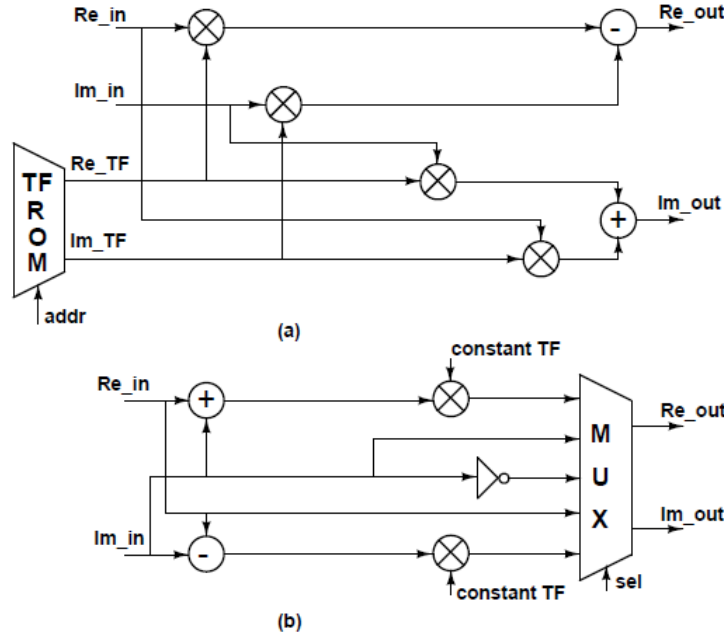 Re_in
Re_out
-
Im_in
Re_TF
TF
R
O
M
Im_out
+
Im_TF
addr
(a)
constant TF
Re_in
+
M
Re_out
U
X
Im_in
-
Im_out
constant TF
sel
(b)